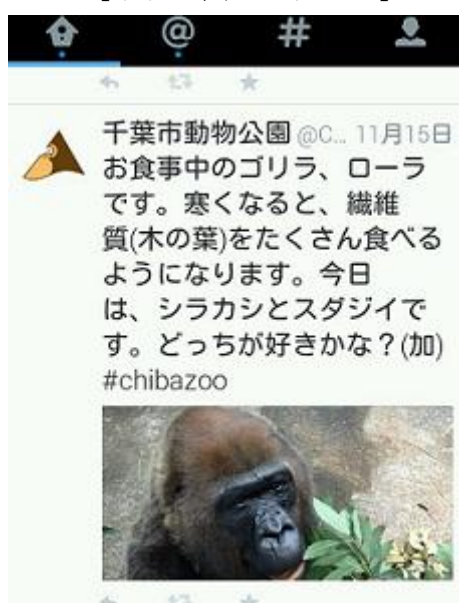 @ #
千葉市動物公園 @C... 11月15日
お食事中のゴリラ、ローラ
です。寒くなると、繊維
質(木の葉)をたくさん食べる
ようになります。今日
は、シラカシとスダジイで
す。どっちが好きかな？(加)
#chibazoo